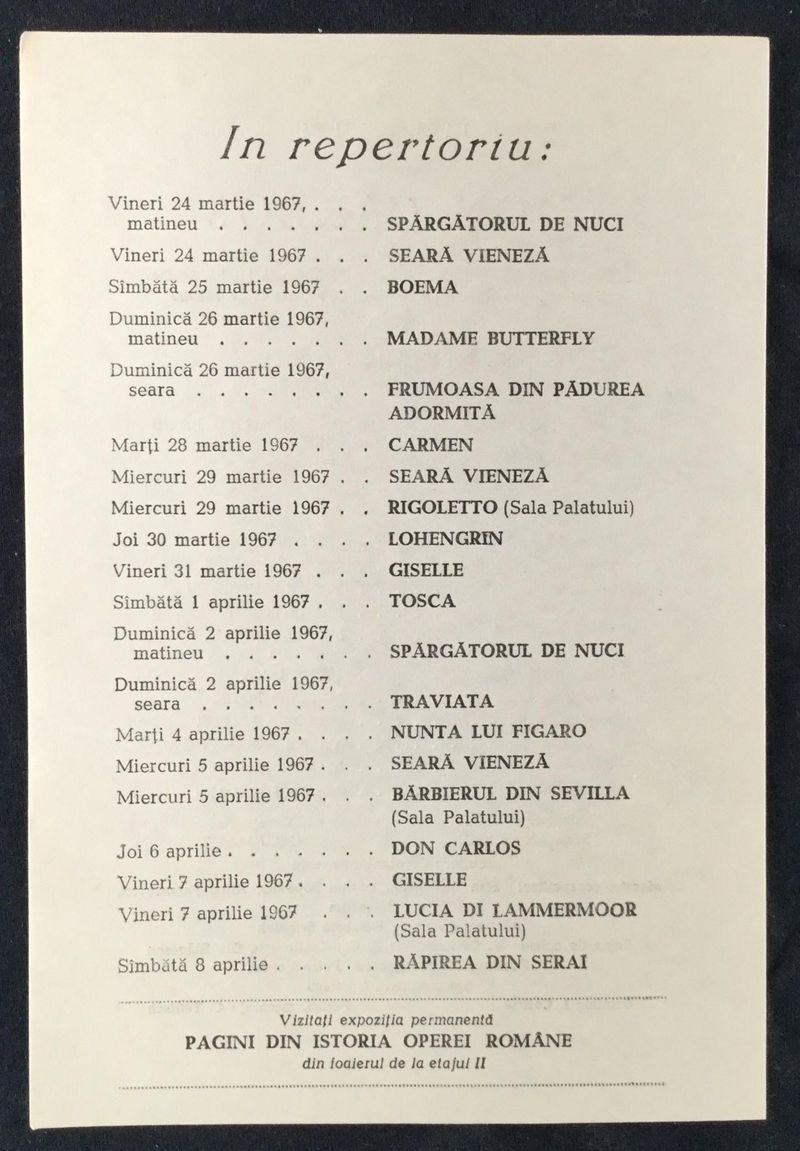 In repertoriu:
Vineri 24 martie 1967, . . .
matineu . . . . . . . SPĂRGĂTORUL DE NUCI
Vineri 24 martie 1967 . . . SEARĂ VIENEZĂ
Sîmbătă 25 martie 1967 . . BOEMA
Duminică 26 martie 1967,
matineu . . . . . . . MADAME BUTTERFLY
Duminică 26 martie 1967,
seara . . . . . . . . FRUMOASA DIN PĂDUREA
ADORMITĂ
Marți 28 martie 1967 . . . CARMEN
Miercuri 29 martie 1967 . . SEARĂ VIENEZĂ
Miercuri 29 martie 1967 . . RIGOLETTO (Sala Palatului)
Joi 30 martie 1967 . . . . LOHENGRIN
Vineri 31 martie 1967 . . . GISELLE
Sîmbătă 1 aprilie 1967 . . . TOSCA
Duminică 2 aprilie 1967,
matineu . . . . . . . SPĂRGĂTORUL DE NUCI
Duminică 2 aprilie 1967,
seara . . . . . . . . TRAVIATA
Marți 4 aprilie 1967 . . . . NUNTA LUI FIGARO
Miercuri 5 aprilie 1967 . . . SEARĂ VIENEZĂ
Miercuri 5 aprilie 1967 . . . BĂRBIERUL DIN SEVILLA
(Sala Palatului)
Joi 6 aprilie . . . . . . . DON CARLOS
Vineri 7 aprilie 1967 . . . . GISELLE
Vineri 7 aprilie 1967 . . . LUCIA DI LAMMERMOOR
(Sala Palatului)
Sîmbătă 8 aprilie . . . . . RĂPIREA DIN SERAI
Vizitați expoziția permanentă
PAGINI DIN ISTORIA OPEREI ROMÂNE
din foaierul de la etajul II